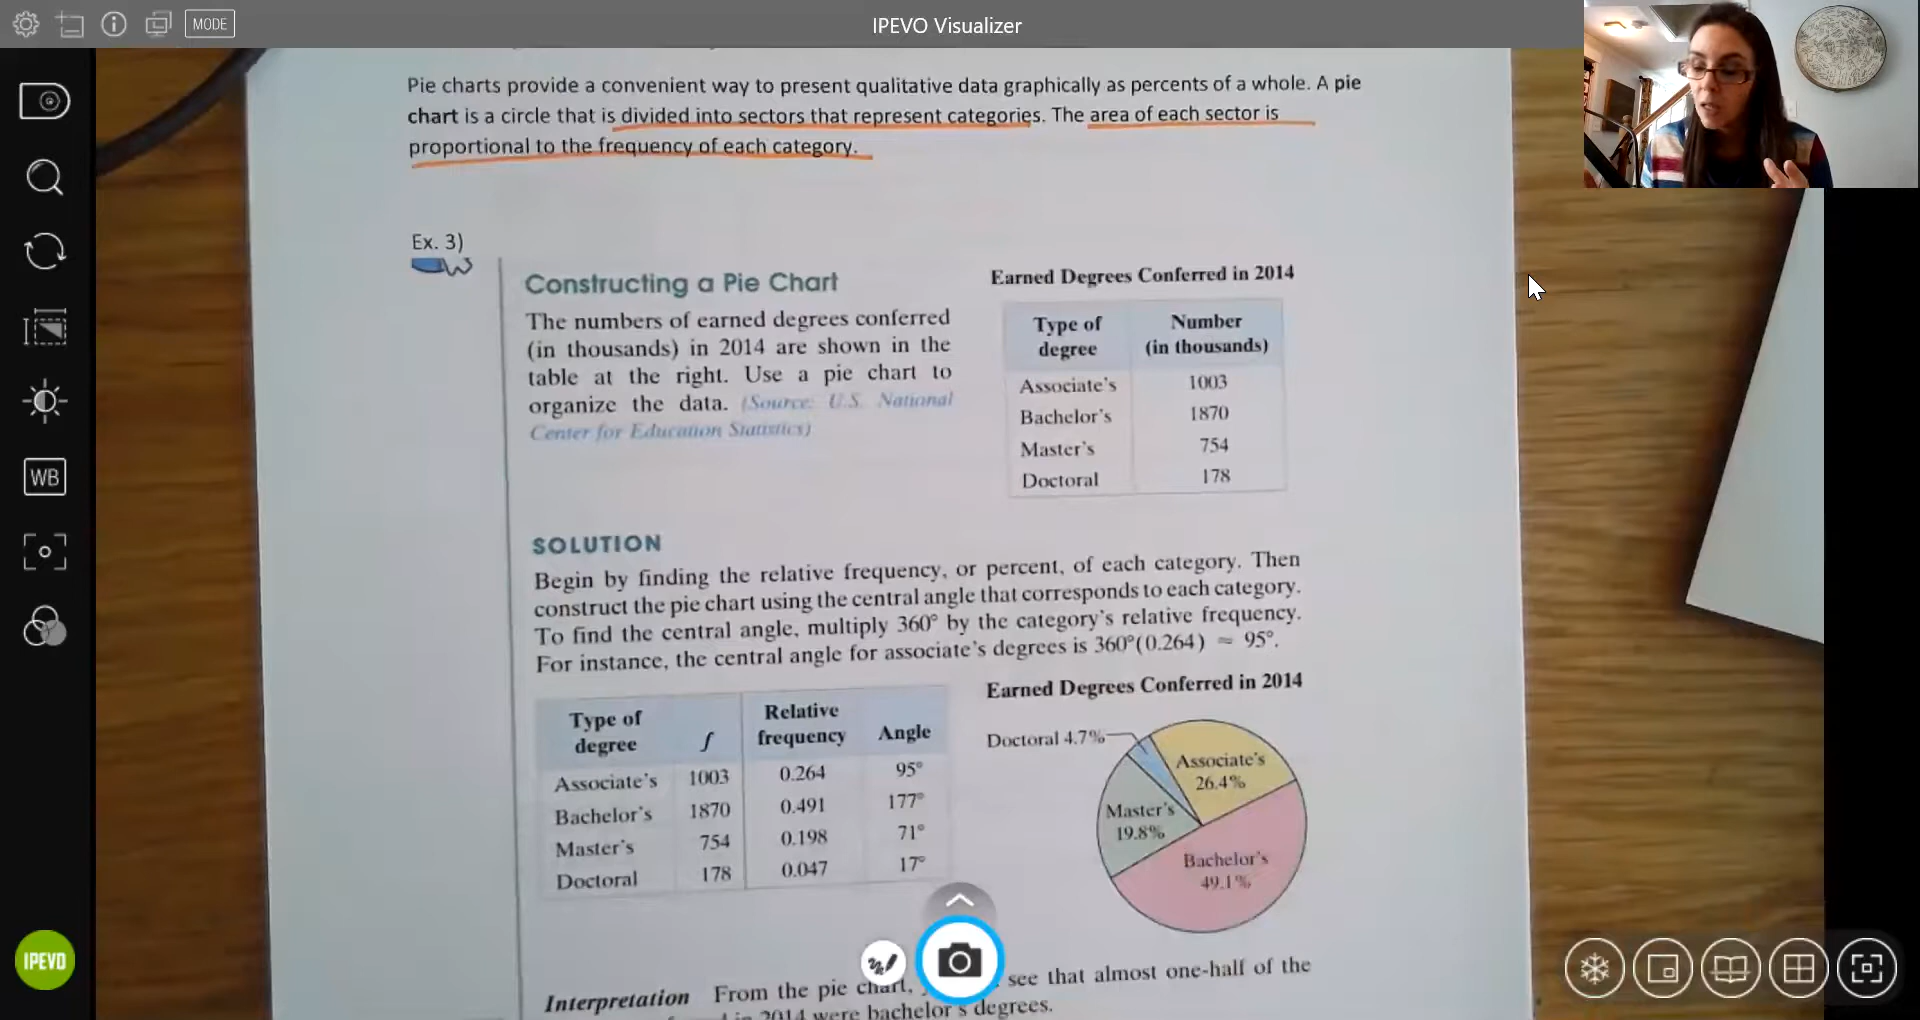 IPEVO Visualizer
MODE
WB
IPEVO
Pie charts provide a convenient way to present qualitative data graphically as percents of a whole. A pie
chart is a circle that is divided into sectors that represent categories. The area of each sector is
proportional to the frequency of each category.
Ex. 3)
Constructing a Pie Chart
The numbers of earned degrees conferred
(in thousands) in 2014 are shown in the
table at the right. Use a pie chart to
organize the data. (Source: U.S. National
Center for Education Statistics)
Earned Degrees Conferred in 2014
Type of degree Number (in thousands)
Associate's 1003
Bachelor's 1870
Master's 754
Doctoral 178
SOLUTION
Begin by finding the relative frequency, or percent, of each category. Then
construct the pie chart using the central angle that corresponds to each category.
To find the central angle, multiply 360° by the category's relative frequency.
For instance, the central angle for associate's degrees is 360°(0.264) ≈ 95°.
Type of degree f Relative frequency Angle
Associate's 1003 0.264 95°
Bachelor's 1870 0.491 177°
Master's 754 0.198 71°
Doctoral 178 0.047 17°
Earned Degrees Conferred in 2014
Doctoral 4.7%
Associate's
26.4%
Master's
19.8%
Bachelor's
49.1%
Interpretation From the pie chart, see that almost one-half of the
in 2014 were bachelor's degrees.